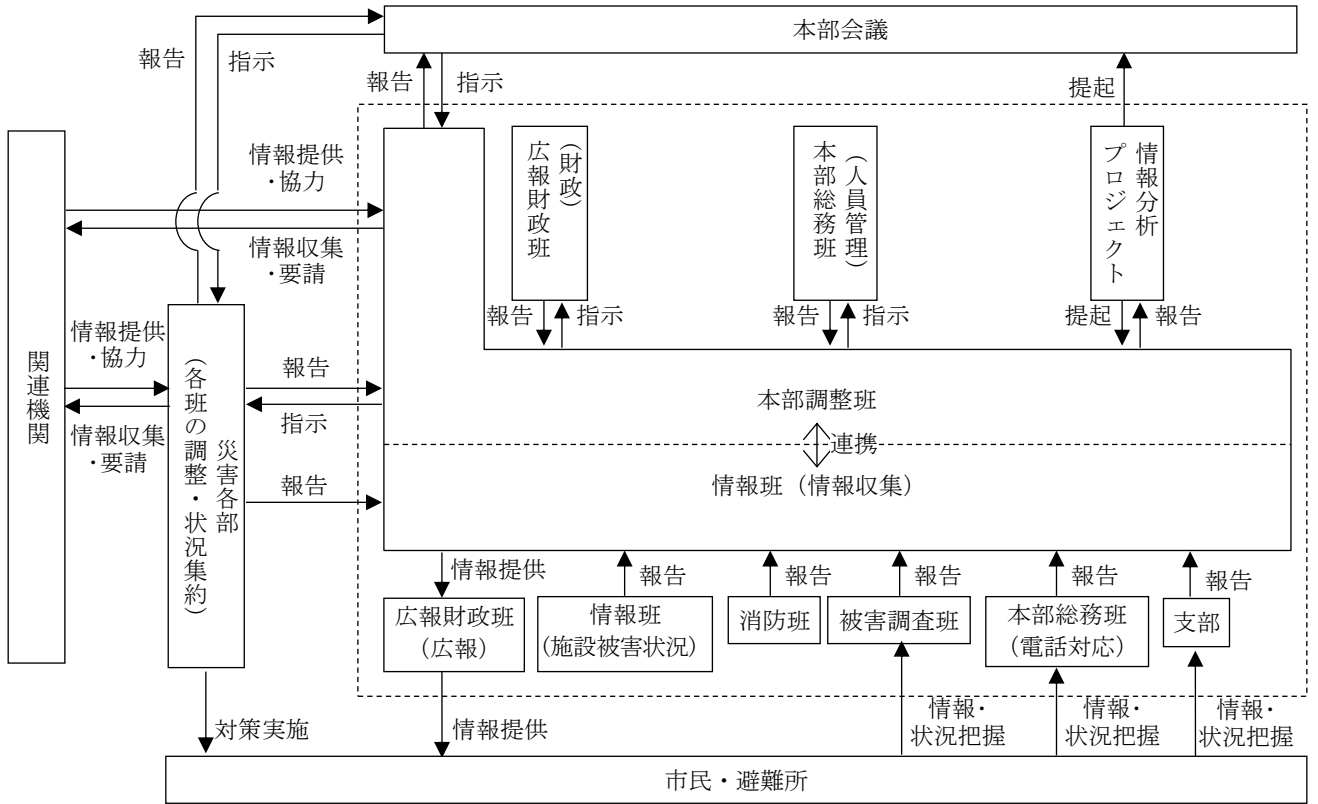 本部会議
報告
指示
報告
指示
提起
情報提供
・協力
情報収集
・要請
(財政)
広報財政班
(人員管理)
本部総務班
情報分析
プロジェクト
報告
指示
報告
指示
提起
報告
関連機関
情報提供
・協力
情報収集
・要請
災害各部
(各班の調整・状況集約)
報告
指示
報告
本部調整班
連携
情報班（情報収集）
情報提供
報告
報告
報告
報告
報告
広報財政班
（広報）
情報班
(施設被害状況)
消防班
被害調査班
本部総務班
（電話対応）
支部
対策実施
情報提供
情報・
状況把握
情報・
状況把握
情報・
状況把握
市民・避難所